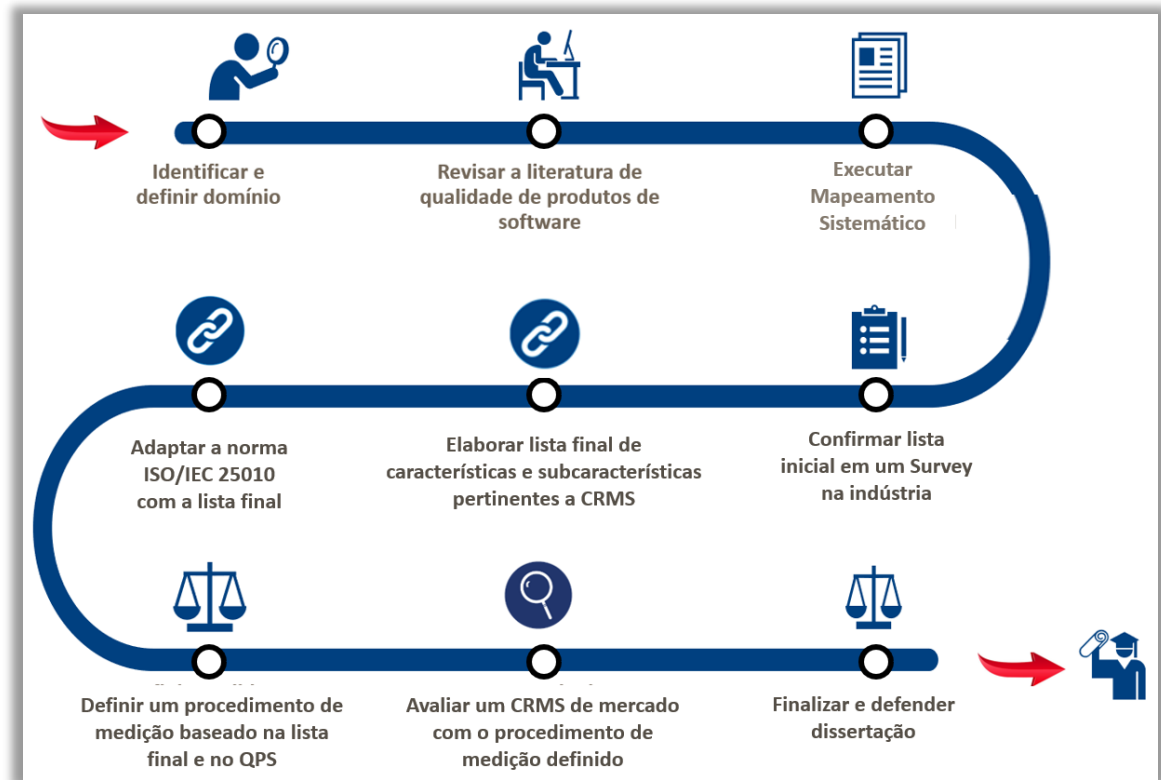 Identificar e
definir domínio
Revisar a literatura de
qualidade de produtos de
software
Executar
Mapeamento
Sistemático
Confirmar lista
inicial em um Survey
na indústria
Elaborar lista final de
características e subcaracterísticas
pertinentes a CRMS
Adaptar a norma
ISO/IEC 25010
com a lista final
Definir um procedimento de
medição baseado na lista
final e no QPS
Avaliar um CRMS de mercado
com o procedimento de
medição definido
Finalizar e defender
dissertação